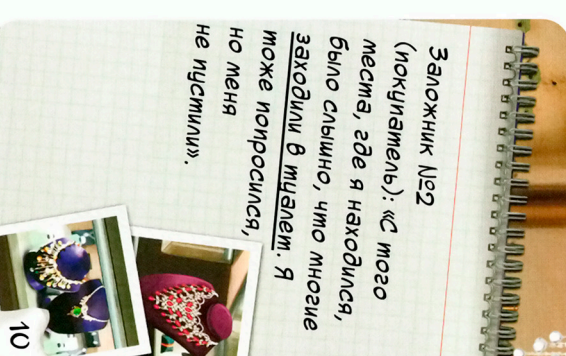 Заложник №2
(покупатель): «С того
места, где я находился,
было слышно, что многие
заходили в туалет. Я
тоже попросился,
но меня
не пустили».
10